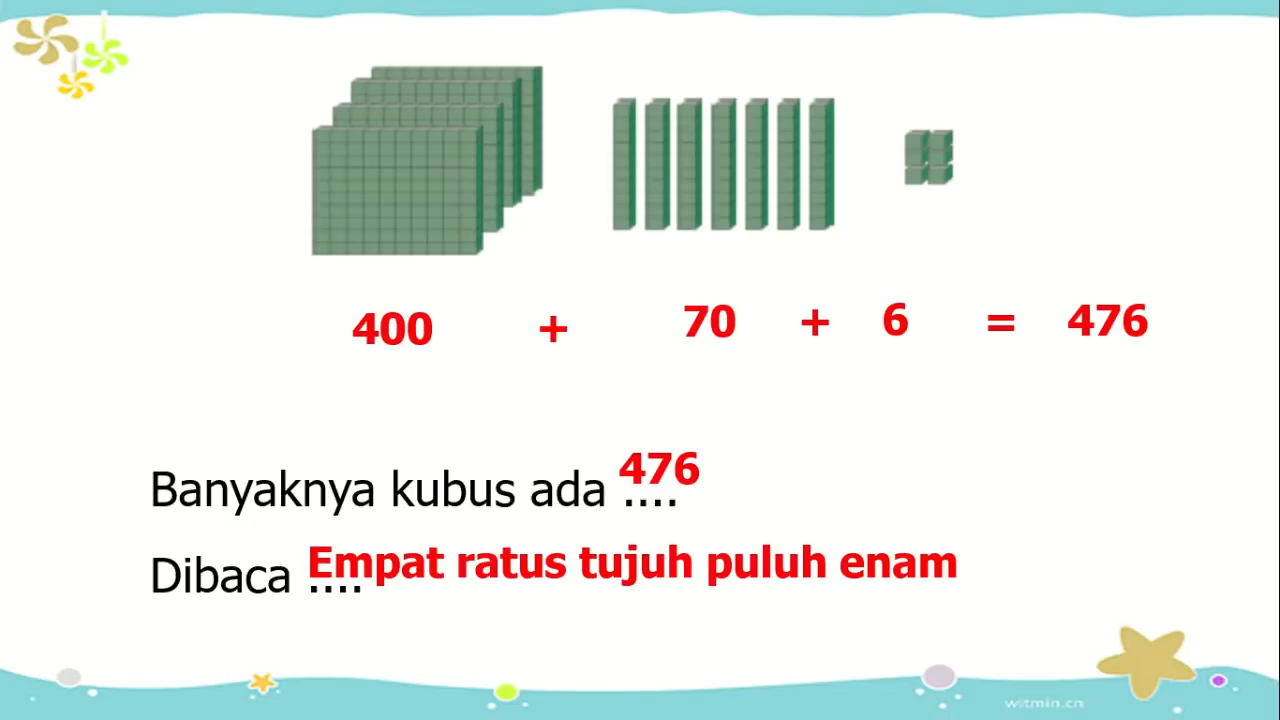 400 + 70 + 6 = 476
Banyaknya kubus ada .... 476
Dibaca .... Empat ratus tujuh puluh enam
witmin.cn